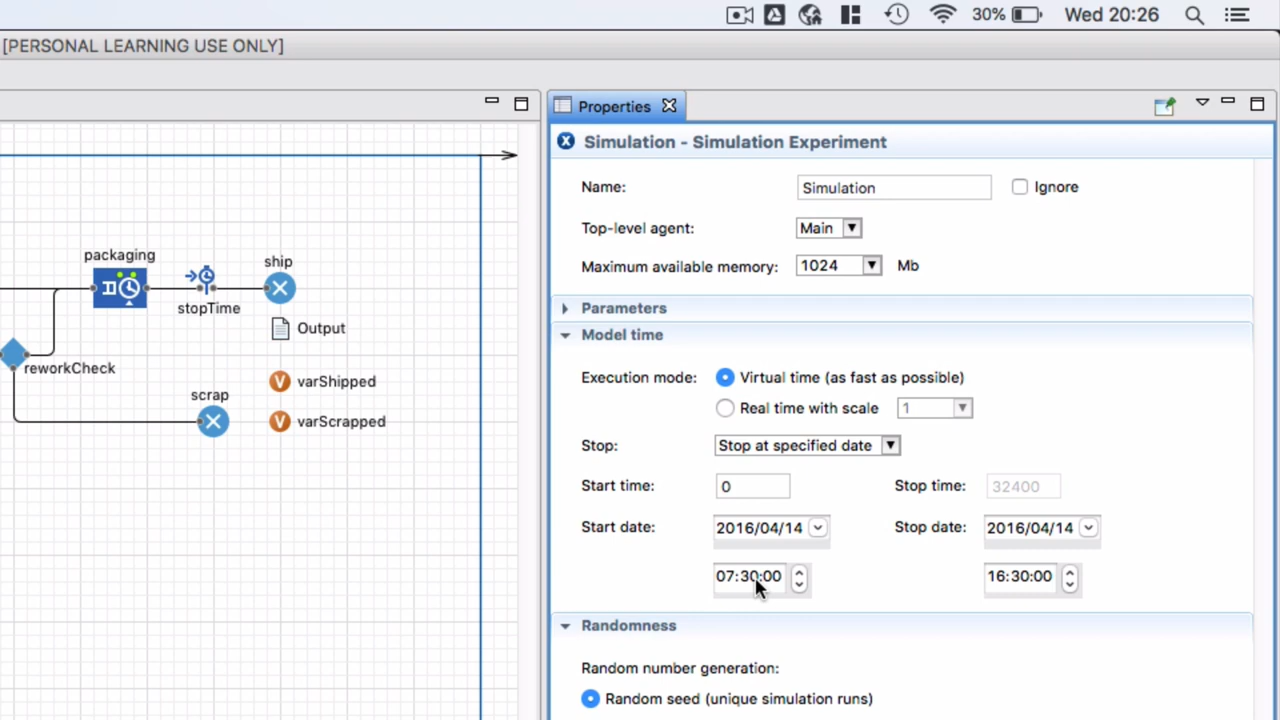 30% Wed 20:26
[PERSONAL LEARNING USE ONLY]
Properties
Simulation - Simulation Experiment
Name: Simulation Ignore
Top-level agent: Main
Maximum available memory: 1024 Mb
Parameters
Model time
Execution mode: Virtual time (as fast as possible)
Real time with scale 1
Stop: Stop at specified date
Start time: 0 Stop time: 32400
Start date: 2016/04/14 Stop date: 2016/04/14
07:30:00 16:30:00
Randomness
Random number generation:
Random seed (unique simulation runs)
packaging
ship
stopTime
Output
reworkCheck
V varShipped
scrap
V varScrapped